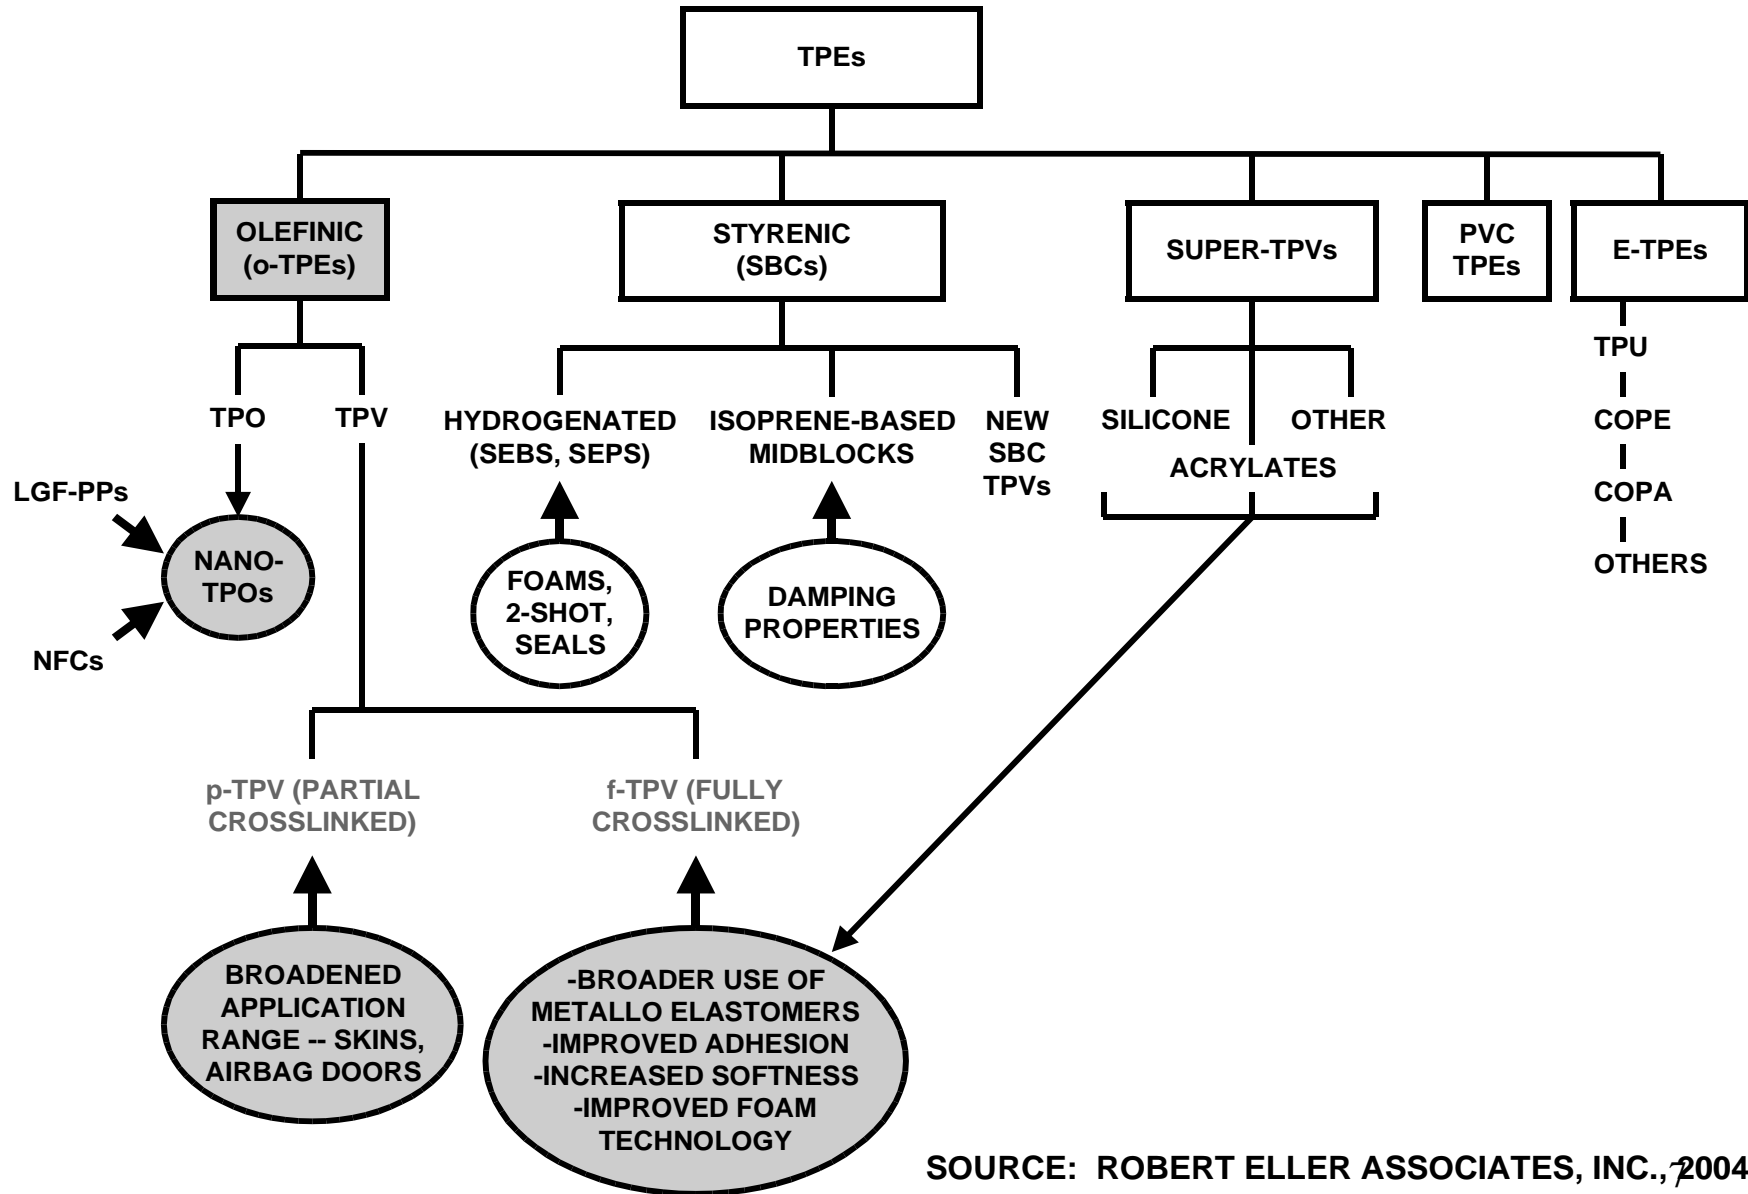 TPEs
OLEFINIC
(o-TPEs)
STYRENIC
(SBCs)
SUPER-TPVs
PVC
TPEs
E-TPEs
TPO
TPV
HYDROGENATED
(SEBS, SEPS)
ISOPRENE-BASED
MIDBLOCKS
NEW
SBC
TPVs
SILICONE
OTHER
ACRYLATES
TPU
COPE
COPA
OTHERS
LGF-PPs
NFCs
NANO-
TPOs
FOAMS,
2-SHOT,
SEALS
DAMPING
PROPERTIES
p-TPV (PARTIAL
CROSSLINKED)
f-TPV (FULLY
CROSSLINKED)
BROADENED
APPLICATION
RANGE -- SKINS,
AIRBAG DOORS
-BROADER USE OF
METALLO ELASTOMERS
-IMPROVED ADHESION
-INCREASED SOFTNESS
-IMPROVED FOAM
TECHNOLOGY
SOURCE: ROBERT ELLER ASSOCIATES, INC., 2004
7